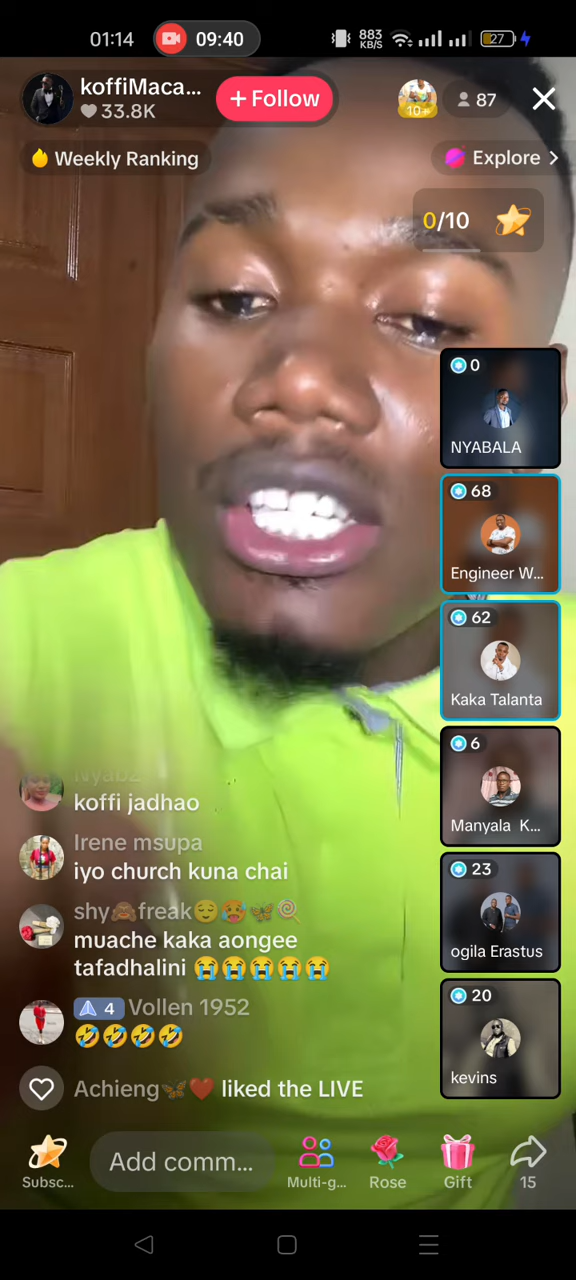 01:14
09:40
883
KB/S
27
koffiMaca...
33.8K
+ Follow
10+
87
Weekly Ranking
Explore
0/10
0
NYABALA
68
Engineer W...
62
Kaka Talanta
6
Manyala K...
23
ogila Erastus
20
kevins
Nyabz
koffi jadhao
Irene msupa
iyo church kuna chai
shy🙈freak😌🥵🦋🍭
muache kaka aongee
tafadhalini 😭😭😭😭😭
4 Vollen 1952
🤣🤣🤣🤣
Achieng🦋❤️ liked the LIVE
Subsc...
Add comm...
Multi-g...
Rose
Gift
15